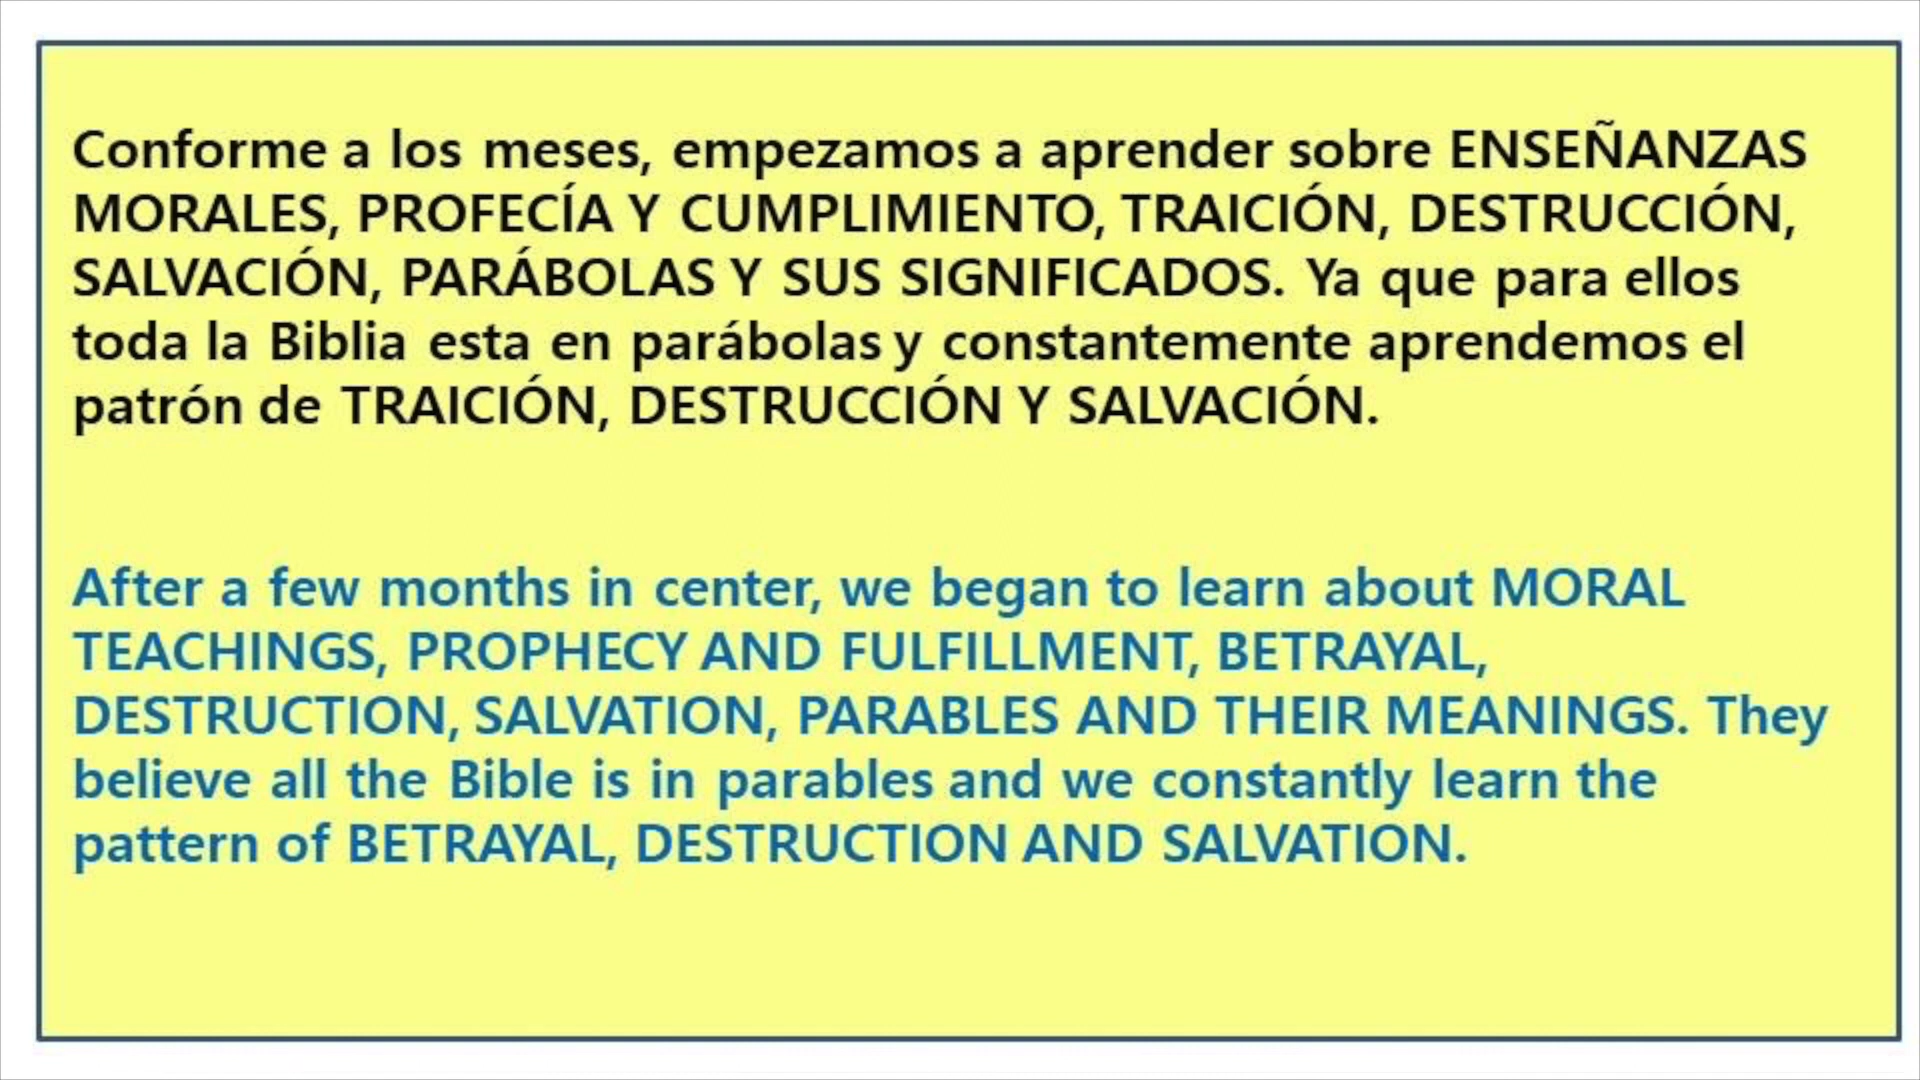 Conforme a los meses, empezamos a aprender sobre ENSEÑANZAS
MORALES, PROFECÍA Y CUMPLIMIENTO, TRAICIÓN, DESTRUCCIÓN,
SALVACIÓN, PARÁBOLAS Y SUS SIGNIFICADOS. Ya que para ellos
toda la Biblia esta en parábolas y constantemente aprendemos el
patrón de TRAICIÓN, DESTRUCCIÓN Y SALVACIÓN.
After a few months in center, we began to learn about MORAL
TEACHINGS, PROPHECY AND FULFILLMENT, BETRAYAL,
DESTRUCTION, SALVATION, PARABLES AND THEIR MEANINGS. They
believe all the Bible is in parables and we constantly learn the
pattern of BETRAYAL, DESTRUCTION AND SALVATION.